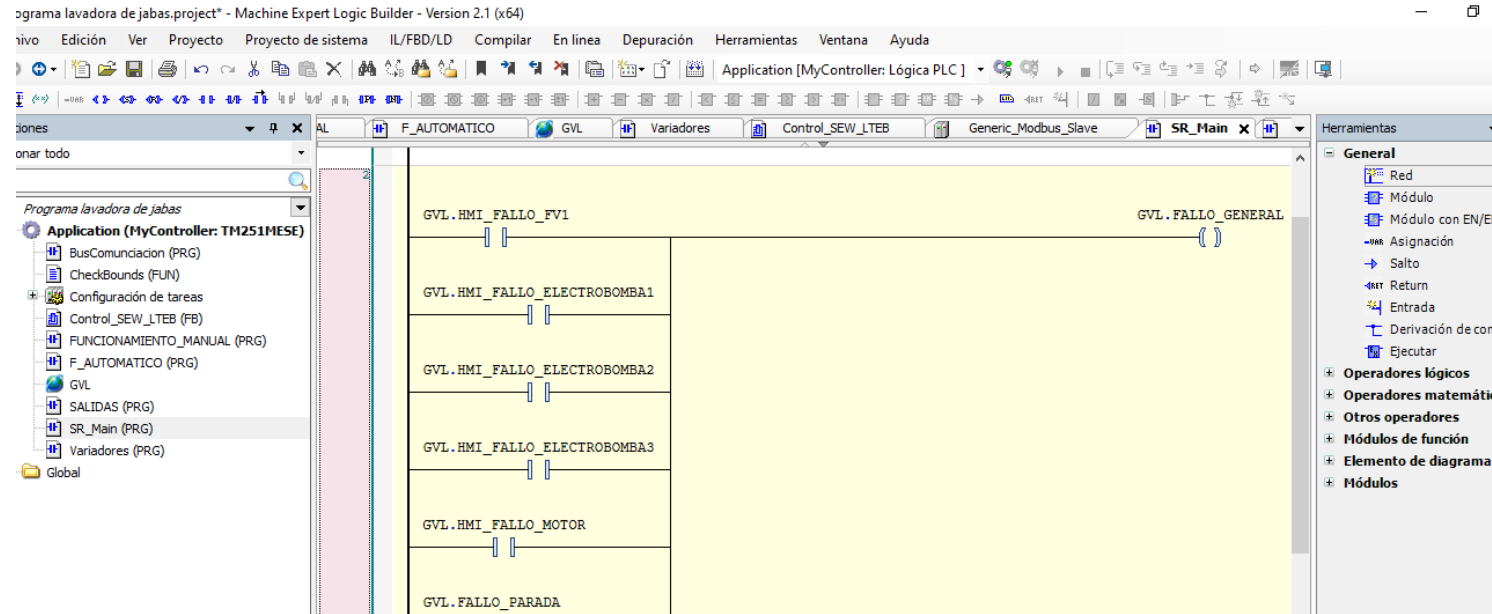 ograma lavadora de jabas.project* - Machine Expert Logic Builder - Version 2.1 (x64)
hivo Edición Ver Proyecto Proyecto de sistema IL/FBD/LD Compilar En linea Depuración Herramientas Ventana Ayuda
Application [MyController: Lógica PLC]
iones
AL F_AUTOMATICO GVL Variadores Control_SEW_LTEB Generic_Modbus_Slave SR_Main
Herramientas
onar todo
Programa lavadora de jabas
Application (MyController: TM251MESE)
BusComunciacion (PRG)
CheckBounds (FUN)
Configuración de tareas
Control_SEW_LTEB (FB)
FUNCIONAMIENTO_MANUAL (PRG)
F_AUTOMATICO (PRG)
GVL
SALIDAS (PRG)
SR_Main (PRG)
Variadores (PRG)
Global
2
GVL.HMI_FALLO_FV1
GVL.FALLO_GENERAL
GVL.HMI_FALLO_ELECTROBOMBA1
GVL.HMI_FALLO_ELECTROBOMBA2
GVL.HMI_FALLO_ELECTROBOMBA3
GVL.HMI_FALLO_MOTOR
GVL.FALLO_PARADA
General
Red
Módulo
Módulo con EN/E
Asignación
Salto
Return
Entrada
Derivación de con
Ejecutar
Operadores lógicos
Operadores matemáti
Otros operadores
Módulos de función
Elemento de diagrama
Módulos